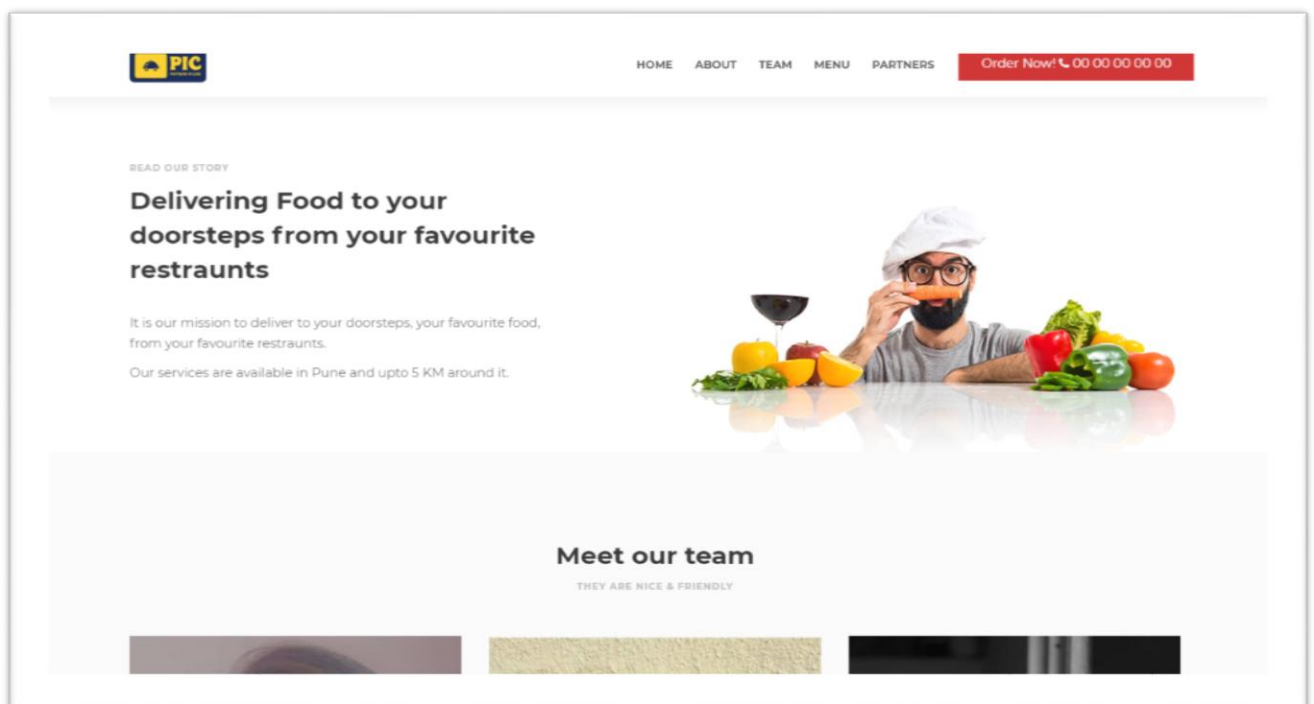 PIC
HOME ABOUT TEAM MENU PARTNERS Order Now! 00 00 00 00 00
READ OUR STORY
Delivering Food to your
doorsteps from your favourite
restraunts
It is our mission to deliver to your doorsteps, your favourite food,
from your favourite restraunts.
Our services are available in Pune and upto 5 KM around it.
Meet our team
THEY ARE NICE & FRIENDLY